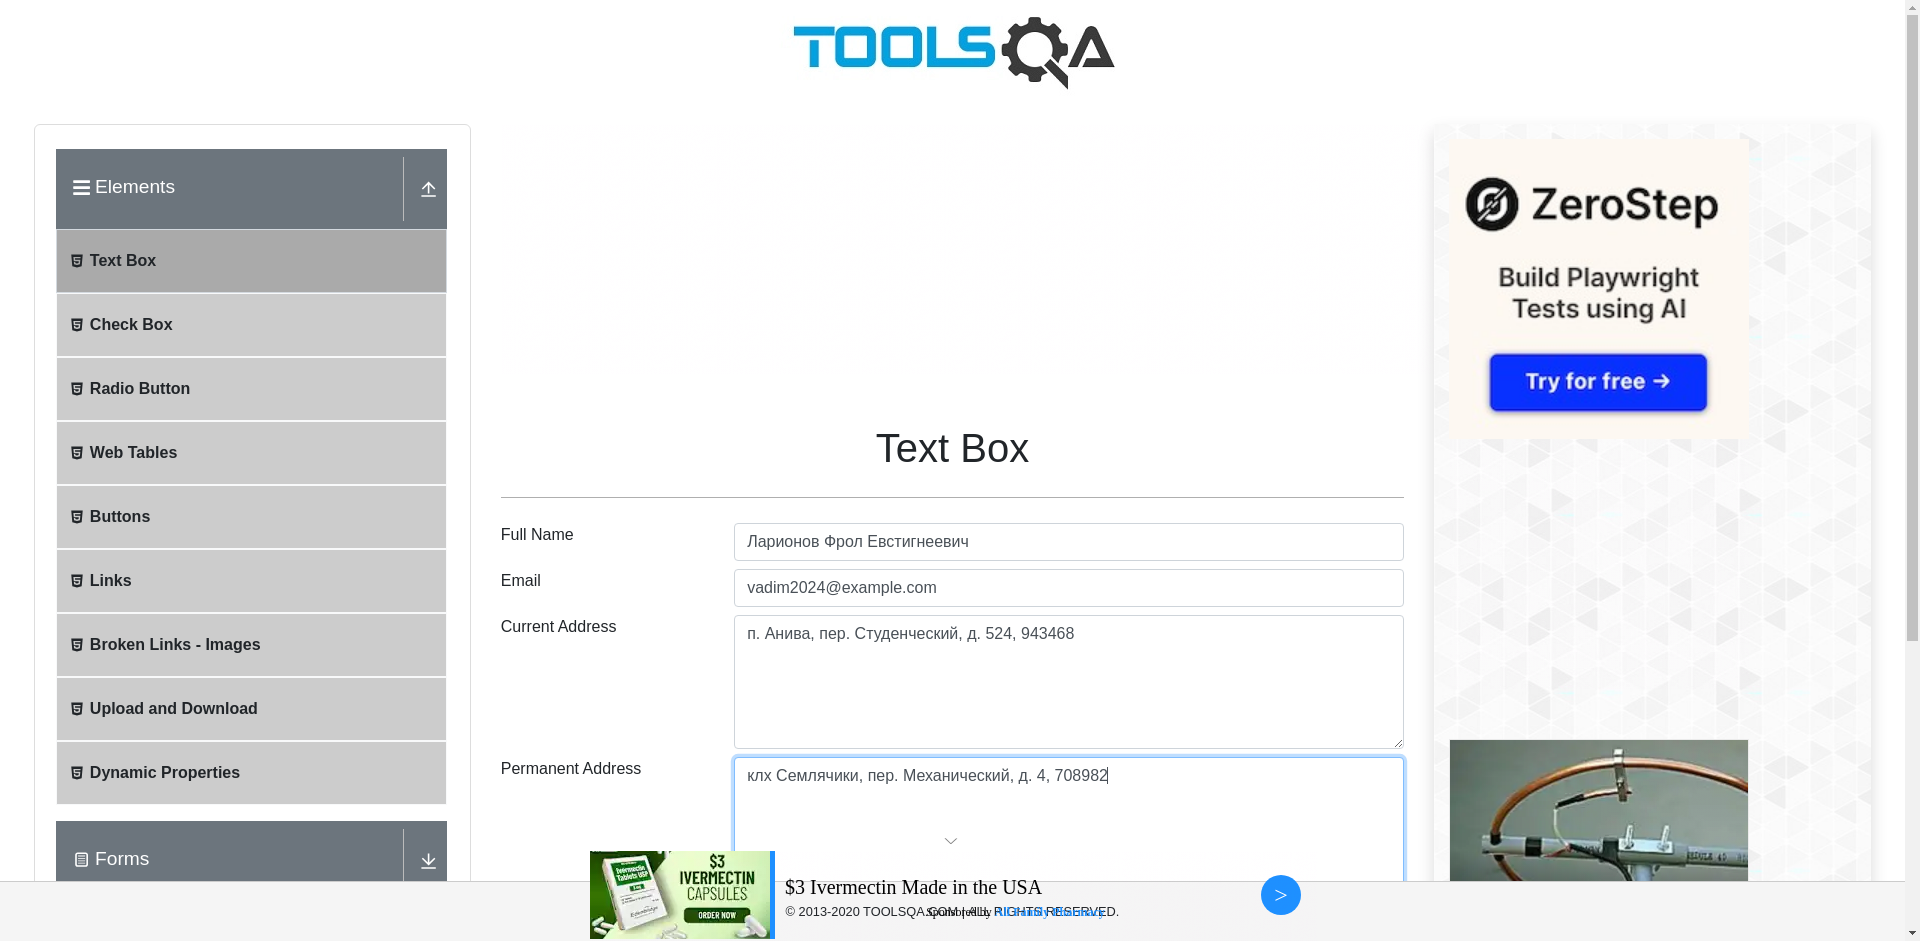 TOOLSQA
Elements
Text Box
Check Box
Radio Button
Web Tables
Buttons
Links
Broken Links - Images
Upload and Download
Dynamic Properties
Forms
Text Box
Full Name
Ларионов Фрол Евстигнеевич
Email
vadim2024@example.com
Current Address
п. Анива, пер. Студенческий, д. 524, 943468
Permanent Address
клх Семлячики, пер. Механический, д. 4, 708982
ZeroStep
Build Playwright
Tests using AI
Try for free →
$3
IVERMECTIN
CAPSULES
ORDER NOW
$3 Ivermectin Made in the USA
>
© 2013-2020 TOOLSQA.COM | ALL RIGHTS RESERVED.